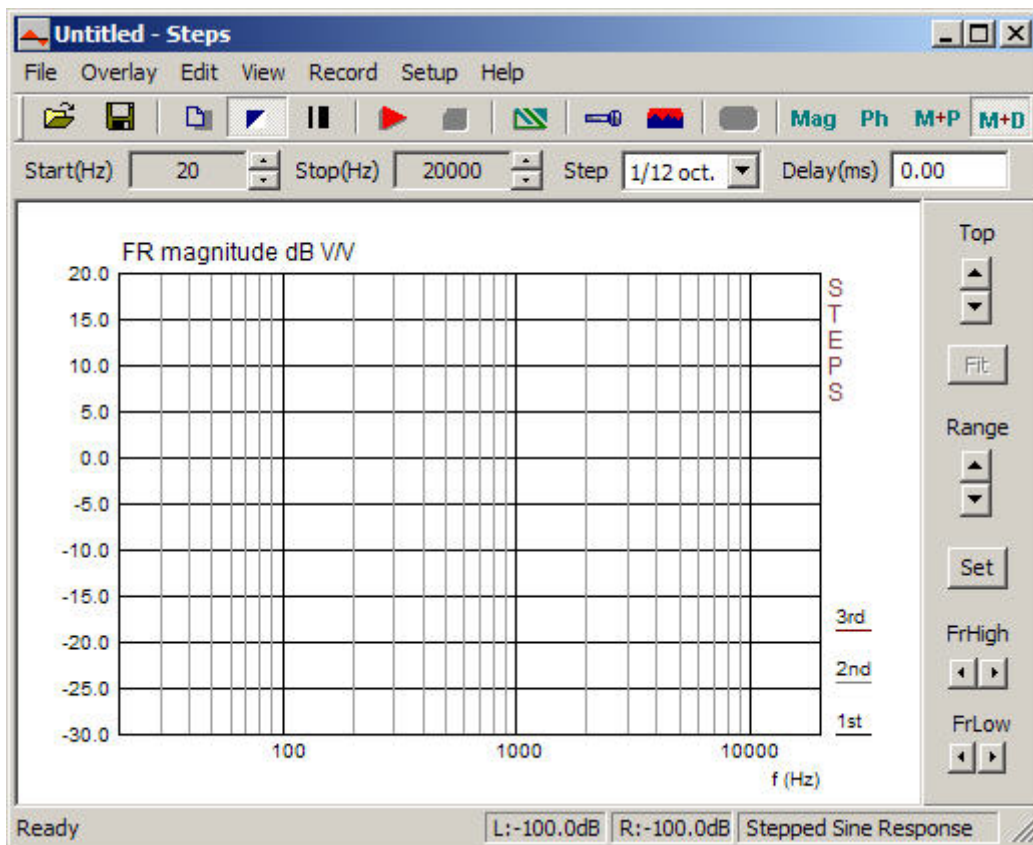 Untitled - Steps
File Overlay Edit View Record Setup Help
Mag Ph M+P M+D
Start(Hz) 20 Stop(Hz) 20000 Step 1/12 oct. Delay(ms) 0.00
FR magnitude dB V/V
20.0
15.0
10.0
5.0
0.0
-5.0
-10.0
-15.0
-20.0
-25.0
-30.0
100 1000 10000
f (Hz)
STEPS
3rd
2nd
1st
Top
Fit
Range
Set
FrHigh
FrLow
Ready L:-100.0dB R:-100.0dB Stepped Sine Response